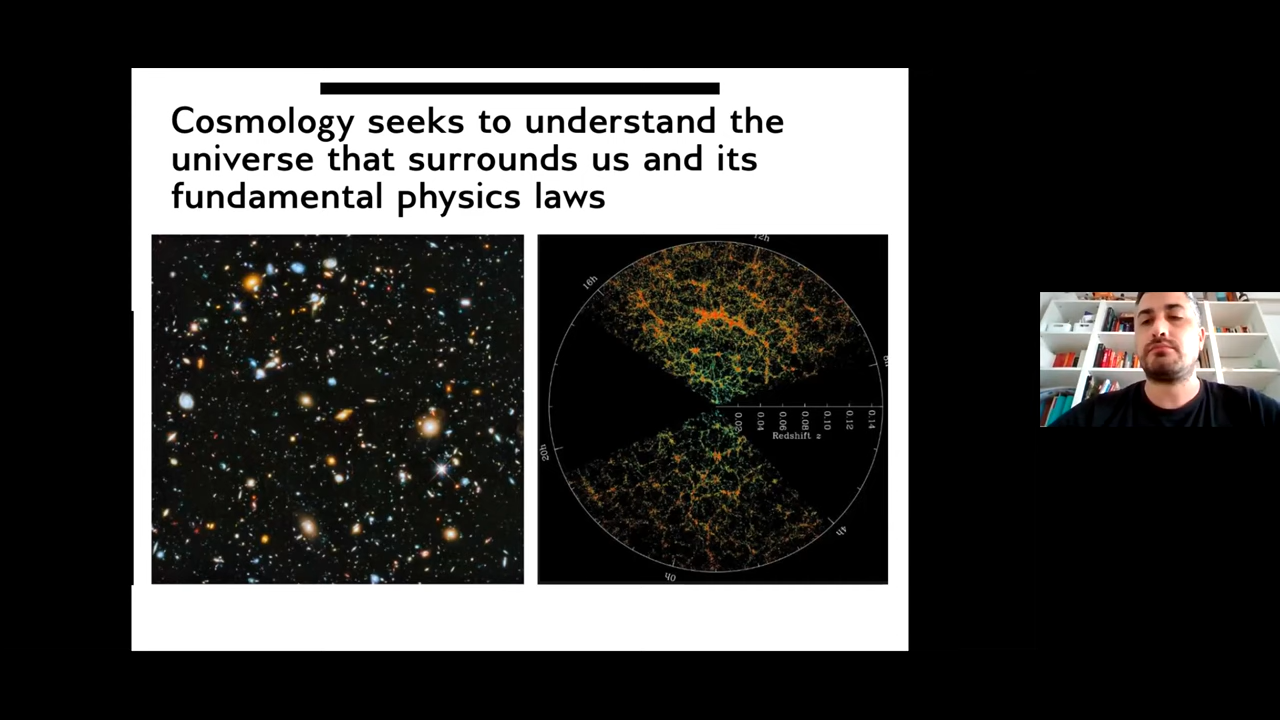 Cosmology seeks to understand the
universe that surrounds us and its
fundamental physics laws
12h
16h
8h
0.02
0.04
0.06
0.08
0.10
0.12
0.14
Redshift z
20h
4h
0h